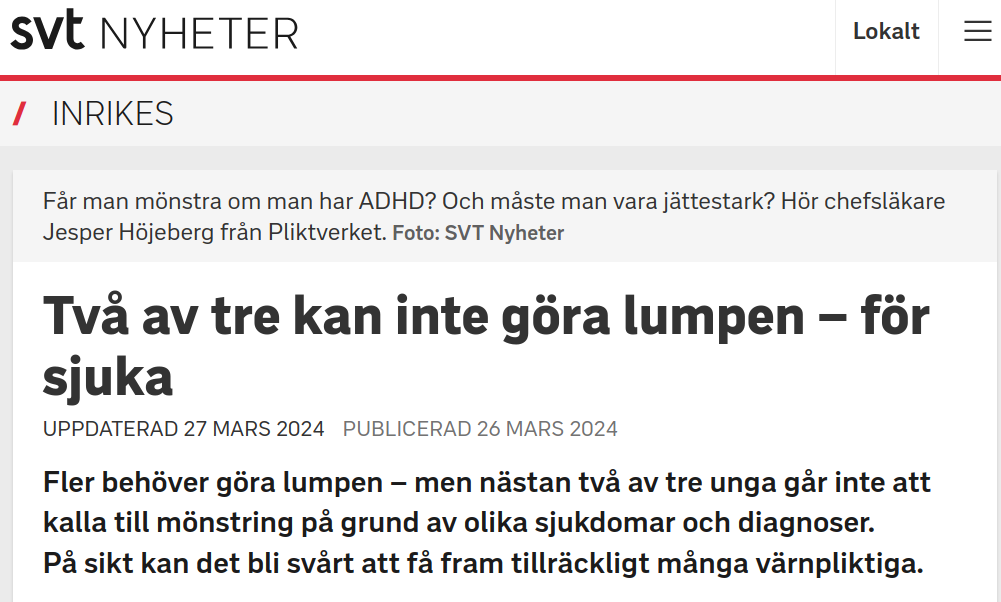 svt NYHETER
Lokalt
/ INRIKES
Får man mönstra om man har ADHD? Och måste man vara jättestark? Hör chefsläkare
Jesper Höjeberg från Pliktverket. Foto: SVT Nyheter
Två av tre kan inte göra lumpen – för
sjuka
UPPDATERAD 27 MARS 2024 PUBLICERAD 26 MARS 2024
Fler behöver göra lumpen – men nästan två av tre unga går inte att
kalla till mönstring på grund av olika sjukdomar och diagnoser.
På sikt kan det bli svårt att få fram tillräckligt många värnpliktiga.